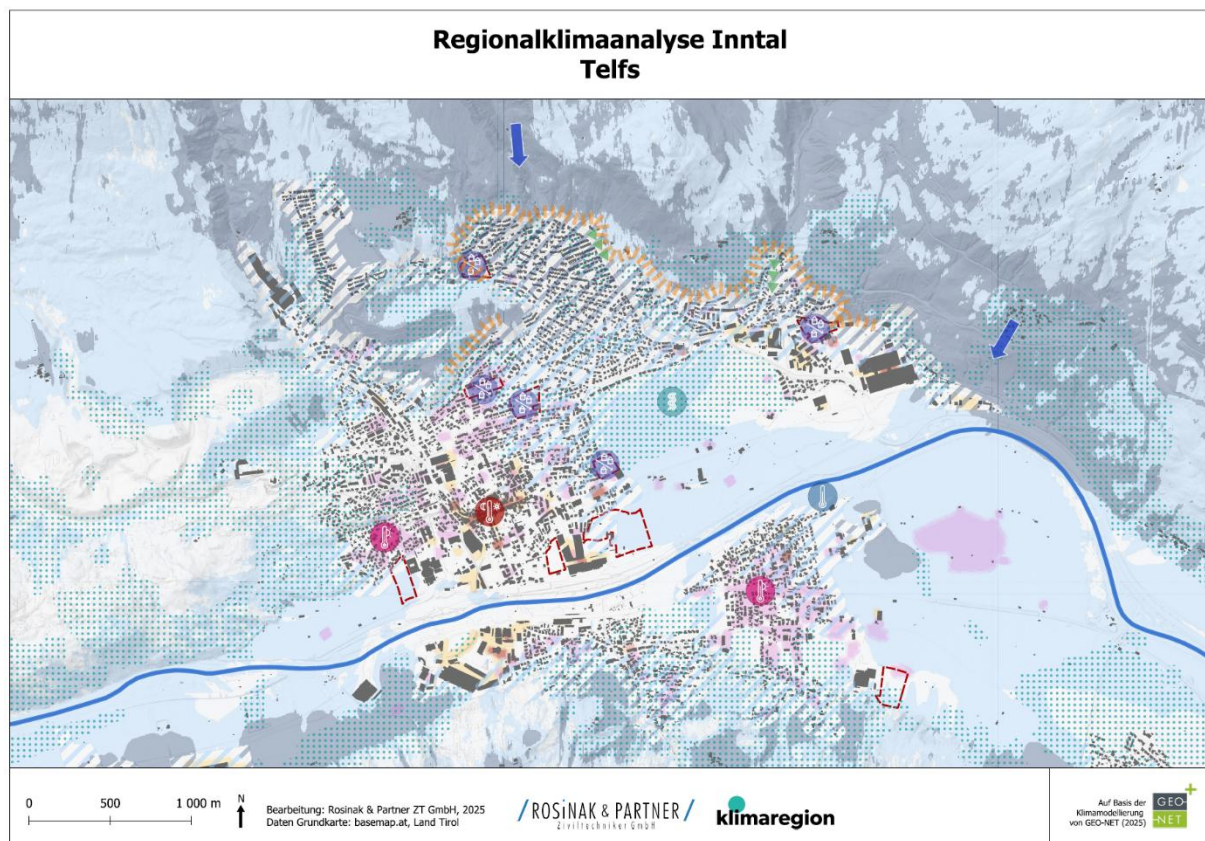 Regionalklimaanalyse Inntal
Telfs
0 500 1 000 m
N
Bearbeitung: Rosinak & Partner ZT GmbH, 2025
Daten Grundkarte: basemap.at, Land Tirol
/ ROSiNAK & PARTNER /
Ziviltechniker GmbH
klimaregion
Auf Basis der
Klimamodellierung
von GEO-NET (2025)
GEO-
NET